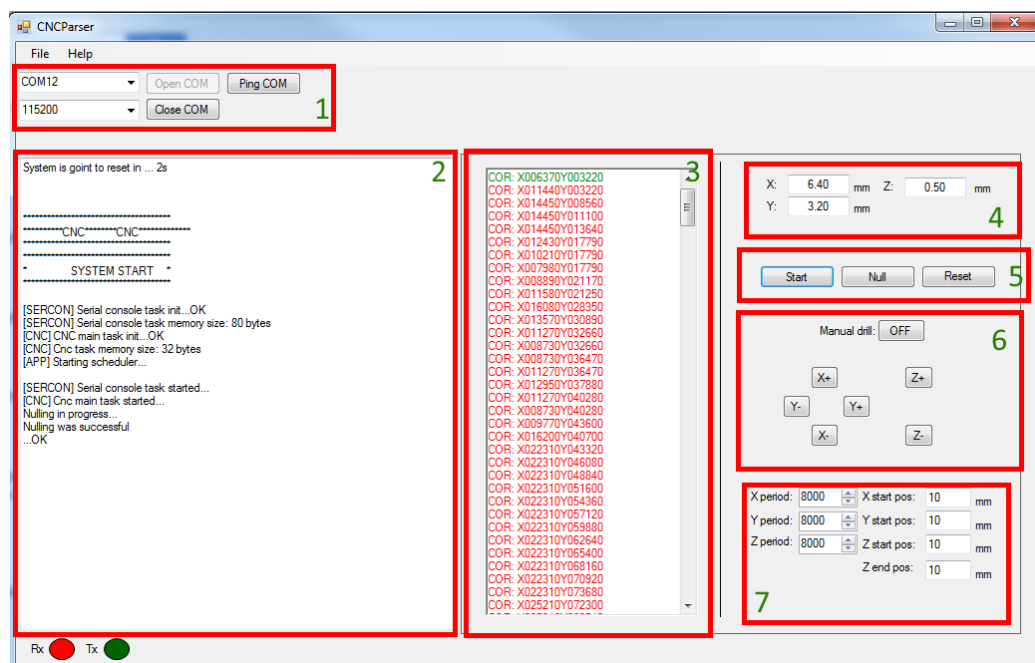 CNCParser
File Help
COM12 Open COM Ping COM
115200 Close COM
1
System is goint to reset in ... 2s
2
***********************************
*********CNC*******CNC************
***********************************
* SYSTEM START *
***********************************
[SERCON] Serial console task init...OK
[SERCON] Serial console task memory size: 80 bytes
[CNC] CNC main task init...OK
[CNC] Cnc task memory size: 32 bytes
[APP] Starting scheduler...
[SERCON] Serial console task started...
[CNC] Cnc main task started...
Nulling in progress...
Nulling was successful
...OK
3
COR: X006370Y003220
COR: X011440Y003220
COR: X014450Y008560
COR: X014450Y011100
COR: X014450Y013640
COR: X012430Y017790
COR: X010210Y017790
COR: X007980Y017790
COR: X008890Y021170
COR: X011580Y021250
COR: X016080Y028350
COR: X013570Y030890
COR: X011270Y032660
COR: X008730Y032660
COR: X008730Y036470
COR: X011270Y036470
COR: X012950Y037880
COR: X011270Y040280
COR: X008730Y040280
COR: X009770Y043600
COR: X016200Y040700
COR: X022310Y043320
COR: X022310Y046080
COR: X022310Y048840
COR: X022310Y051600
COR: X022310Y054360
COR: X022310Y057120
COR: X022310Y059880
COR: X022310Y062640
COR: X022310Y065400
COR: X022310Y068160
COR: X022310Y070920
COR: X022310Y073680
COR: X025210Y072300
X: 6.40 mm Z: 0.50 mm
Y: 3.20 mm
4
Start Null Reset
5
Manual drill: OFF
6
X+ Z+
Y- Y+
X- Z-
X period: 8000 X start pos: 10 mm
Y period: 8000 Y start pos: 10 mm
Z period: 8000 Z start pos: 10 mm
Z end pos: 10 mm
7
Rx Tx